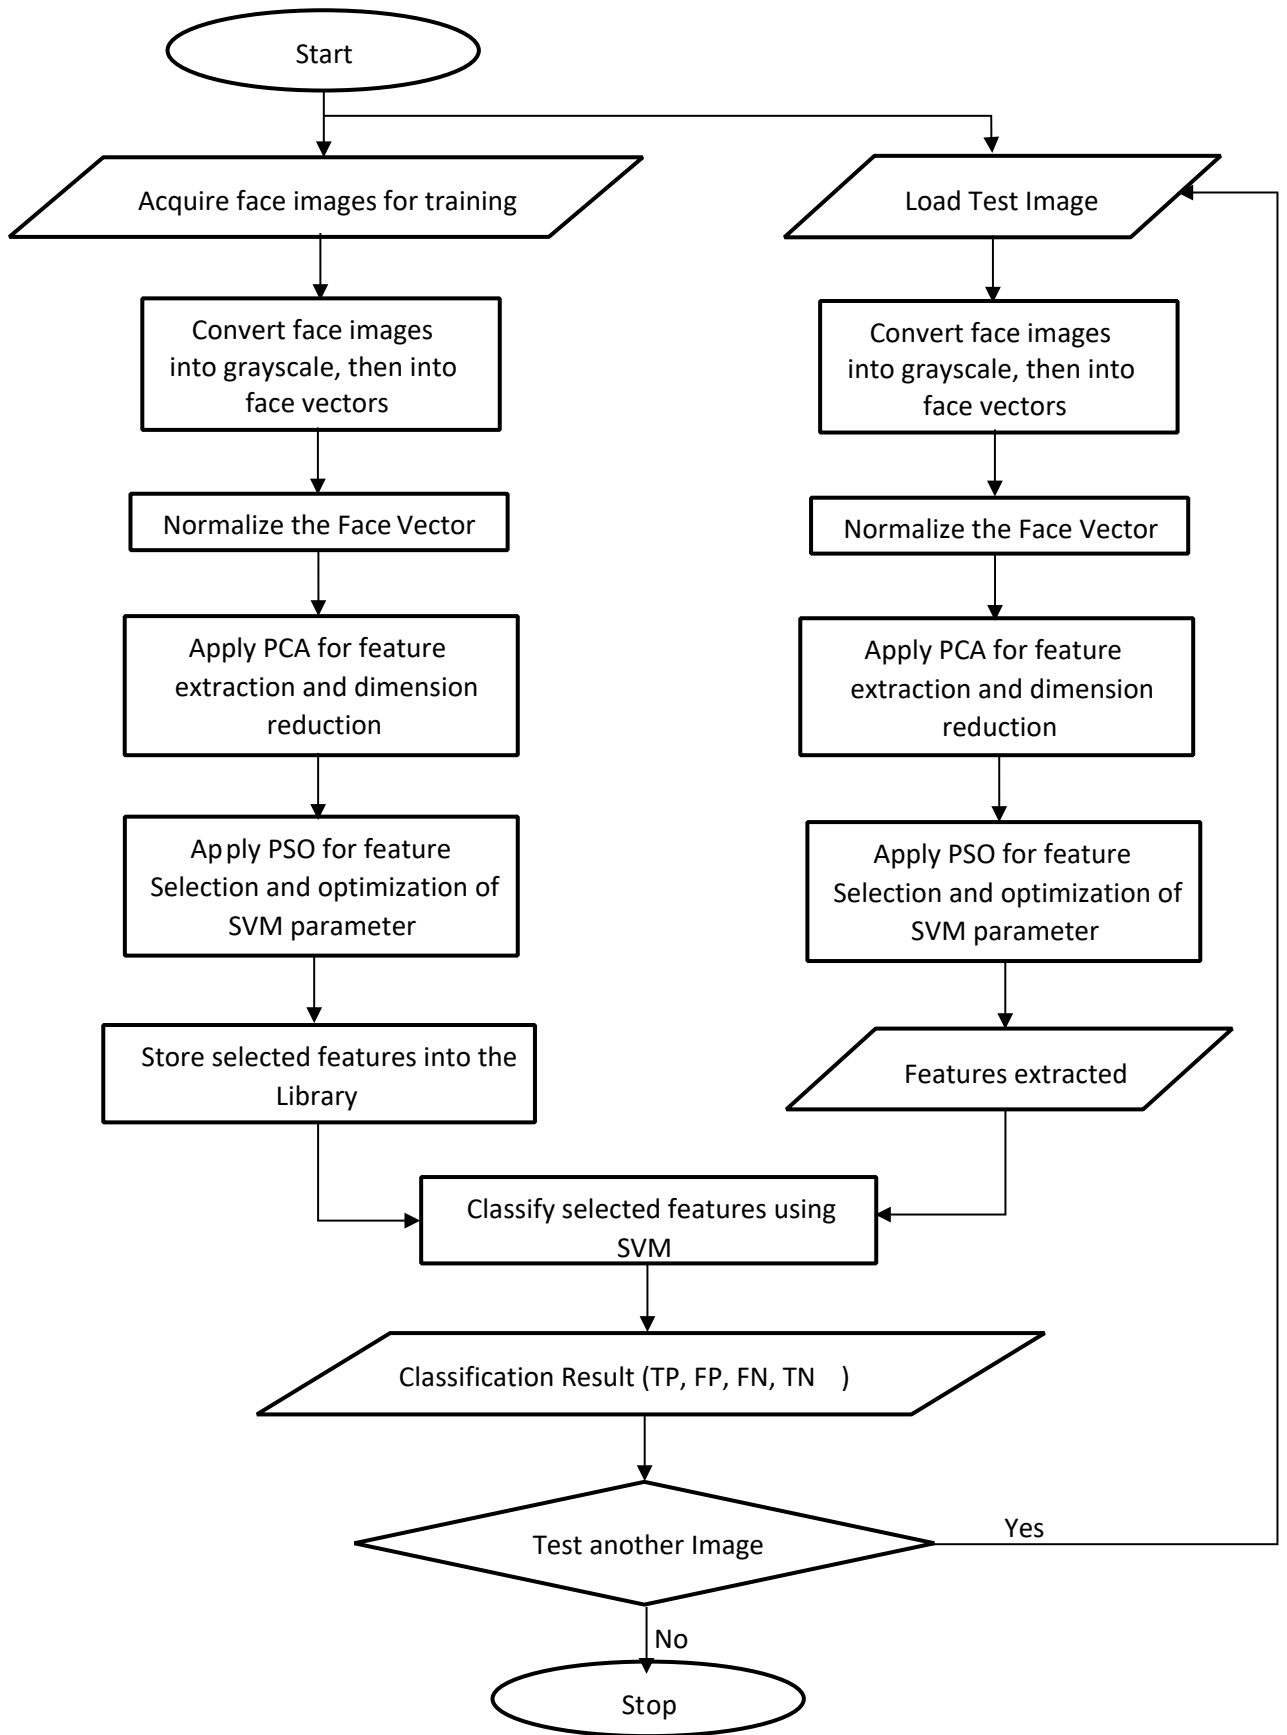 Start
Acquire face images for training
Convert face images
into grayscale, then into
face vectors
Normalize the Face Vector
Apply PCA for feature
extraction and dimension
reduction
Apply PSO for feature
Selection and optimization of
SVM parameter
Store selected features into the
Library
Load Test Image
Convert face images
into grayscale, then into
face vectors
Normalize the Face Vector
Apply PCA for feature
extraction and dimension
reduction
Apply PSO for feature
Selection and optimization of
SVM parameter
Features extracted
Classify selected features using
SVM
Classification Result (TP, FP, FN, TN )
Test another Image
Yes
No
Stop